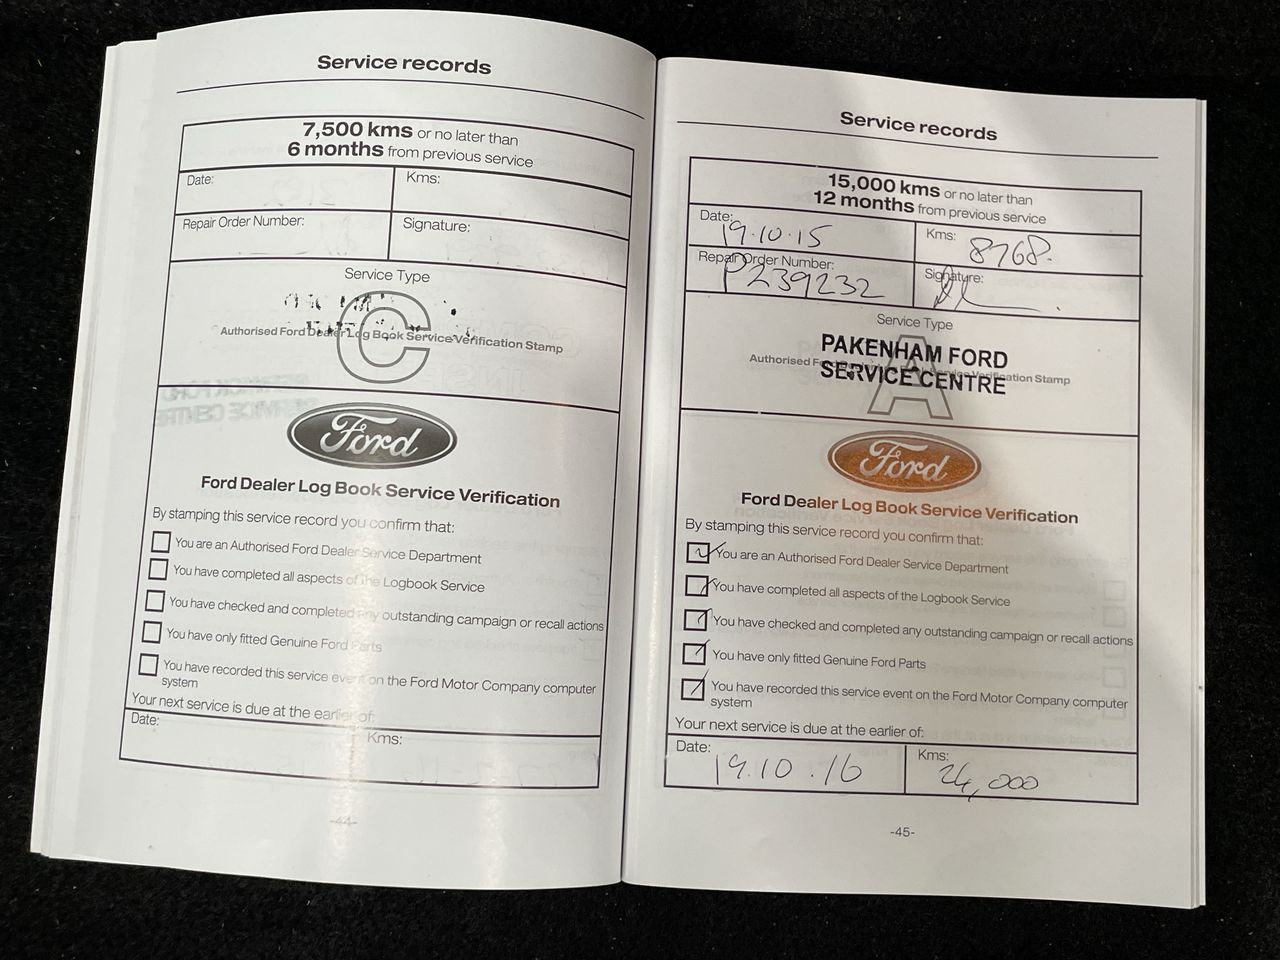 Service records
7,500 kms or no later than
6 months from previous service
Date:
Kms:
Repair Order Number:
Signature:
Service Type
C
Authorised Ford Dealer Log Book Service Verification Stamp
Ford
Ford Dealer Log Book Service Verification
By stamping this service record you confirm that:
You are an Authorised Ford Dealer Service Department
You have completed all aspects of the Logbook Service
You have checked and completed any outstanding campaign or recall actions
You have only fitted Genuine Ford Parts
You have recorded this service event on the Ford Motor Company computer
system
Your next service is due at the earlier of:
Date:
Kms:
-44-
Service records
15,000 kms or no later than
12 months from previous service
Date: 19.10.15
Kms: 8768.
Repair Order Number: P239232
Signature:
Service Type
A
PAKENHAM FORD
Authorised Ford Verification Stamp
SERVICE CENTRE
Ford
Ford Dealer Log Book Service Verification
By stamping this service record you confirm that:
You are an Authorised Ford Dealer Service Department
You have completed all aspects of the Logbook Service
You have checked and completed any outstanding campaign or recall actions
You have only fitted Genuine Ford Parts
You have recorded this service event on the Ford Motor Company computer
system
Your next service is due at the earlier of:
Date: 19.10.16
Kms: 24,000
-45-